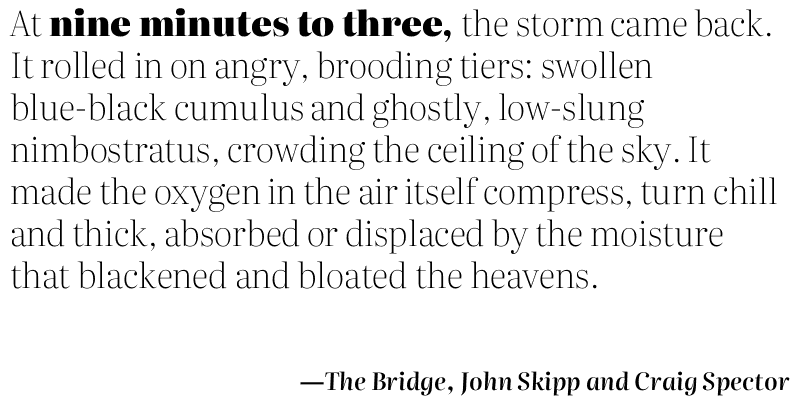 At nine minutes to three, the storm came back.
It rolled in on angry, brooding tiers: swollen
blue-black cumulus and ghostly, low-slung
nimbostratus, crowding the ceiling of the sky. It
made the oxygen in the air itself compress, turn chill
and thick, absorbed or displaced by the moisture
that blackened and bloated the heavens.
—The Bridge, John Skipp and Craig Spector